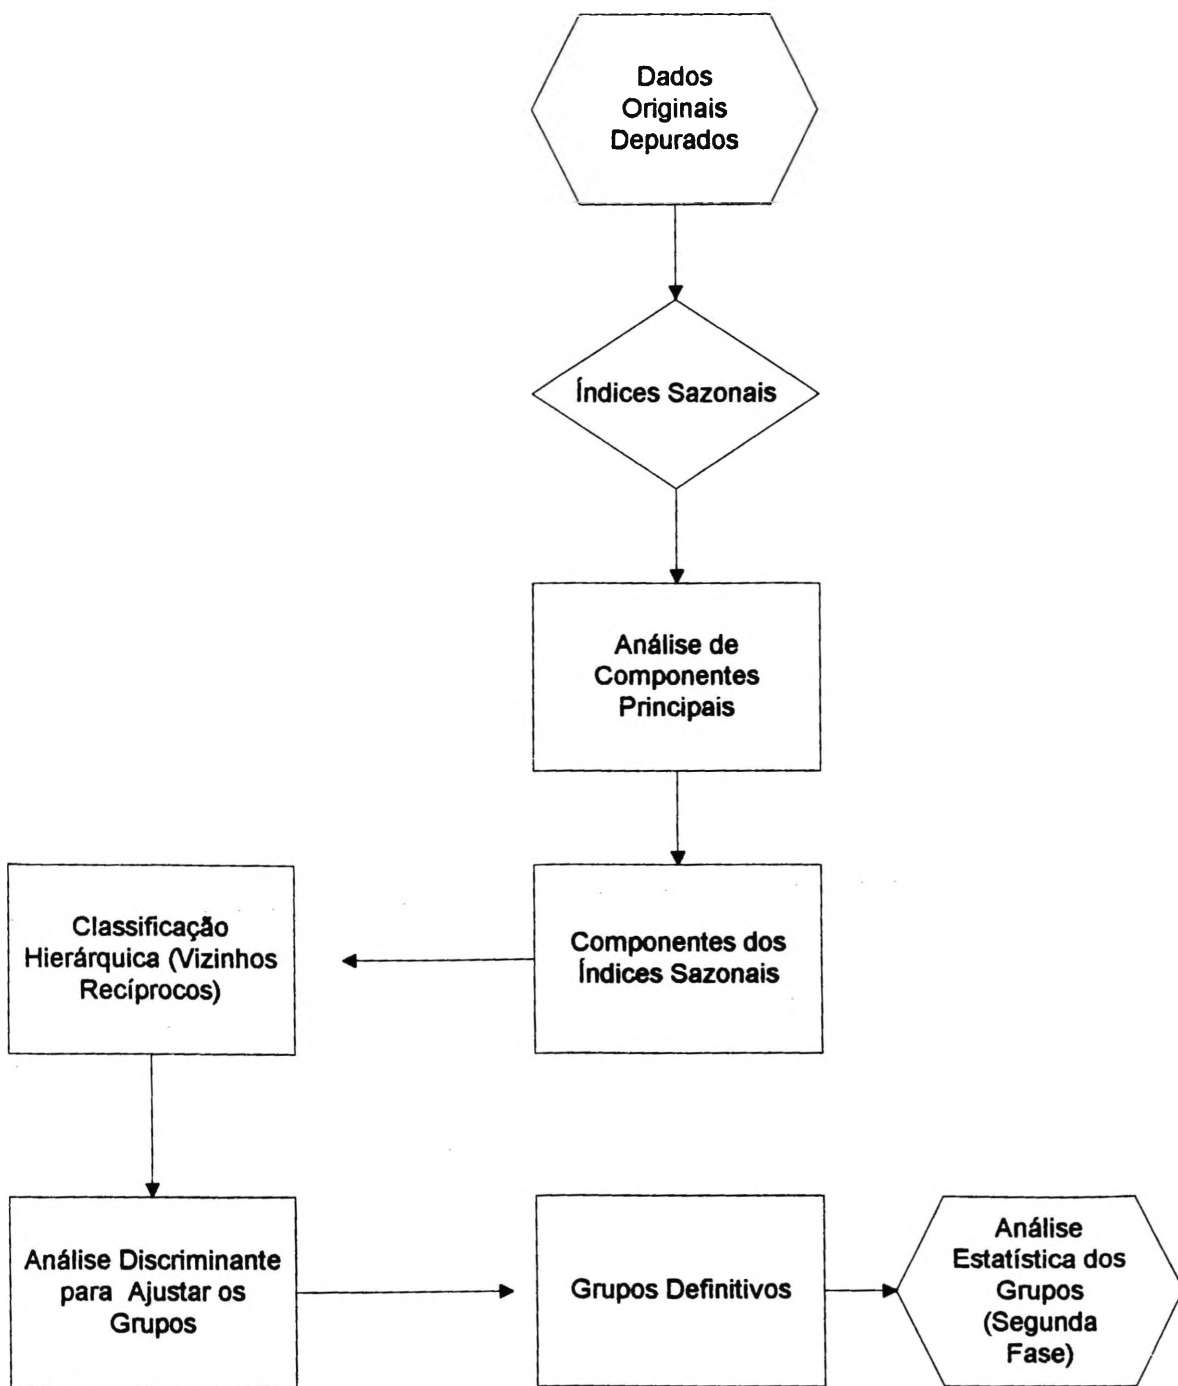 Dados
Originais
Depurados
Índices Sazonais
Análise de
Componentes
Principais
Componentes dos
Índices Sazonais
Classificação
Hierárquica (Vizinhos
Recíprocos)
Análise Discriminante
para Ajustar os
Grupos
Grupos Definitivos
Análise
Estatística dos
Grupos
(Segunda
Fase)